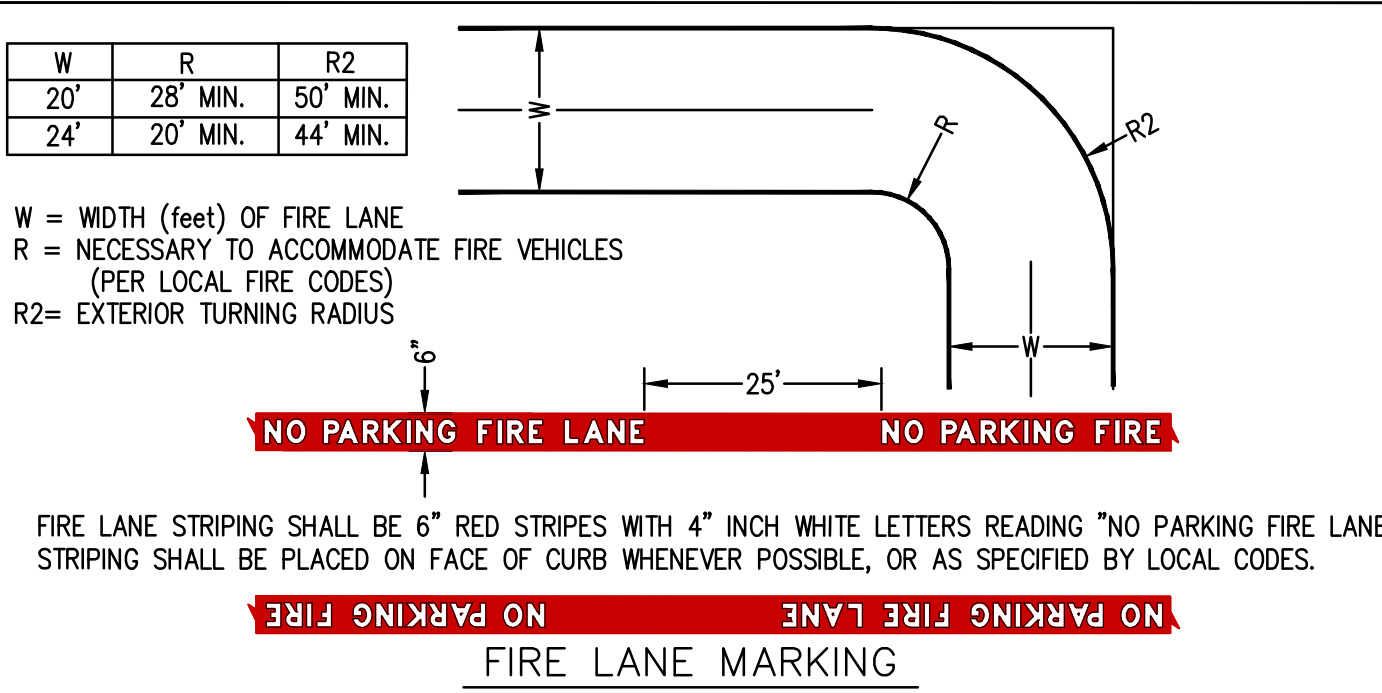 W R R2
20' 28' MIN. 50' MIN.
24' 20' MIN. 44' MIN.
W
R
R2
W = WIDTH (feet) OF FIRE LANE
R = NECESSARY TO ACCOMMODATE FIRE VEHICLES
(PER LOCAL FIRE CODES)
R2= EXTERIOR TURNING RADIUS
W
6"
25'
NO PARKING FIRE LANE NO PARKING FIRE
FIRE LANE STRIPING SHALL BE 6" RED STRIPES WITH 4" INCH WHITE LETTERS READING "NO PARKING FIRE LANE
STRIPING SHALL BE PLACED ON FACE OF CURB WHENEVER POSSIBLE, OR AS SPECIFIED BY LOCAL CODES.
NO PARKING FIRE LANE NO PARKING FIRE
FIRE LANE MARKING